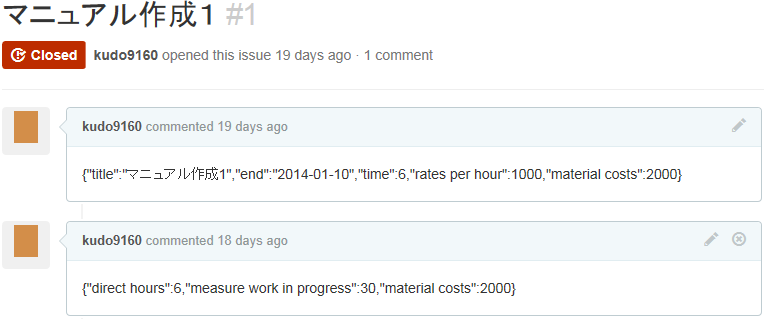 マニュアル作成１ #1
Closed kudo9160 opened this issue 19 days ago · 1 comment
kudo9160 commented 19 days ago
{"title":"マニュアル作成1","end":"2014-01-10","time":6,"rates per hour":1000,"material costs":2000}
kudo9160 commented 18 days ago
{"direct hours":6,"measure work in progress":30,"material costs":2000}